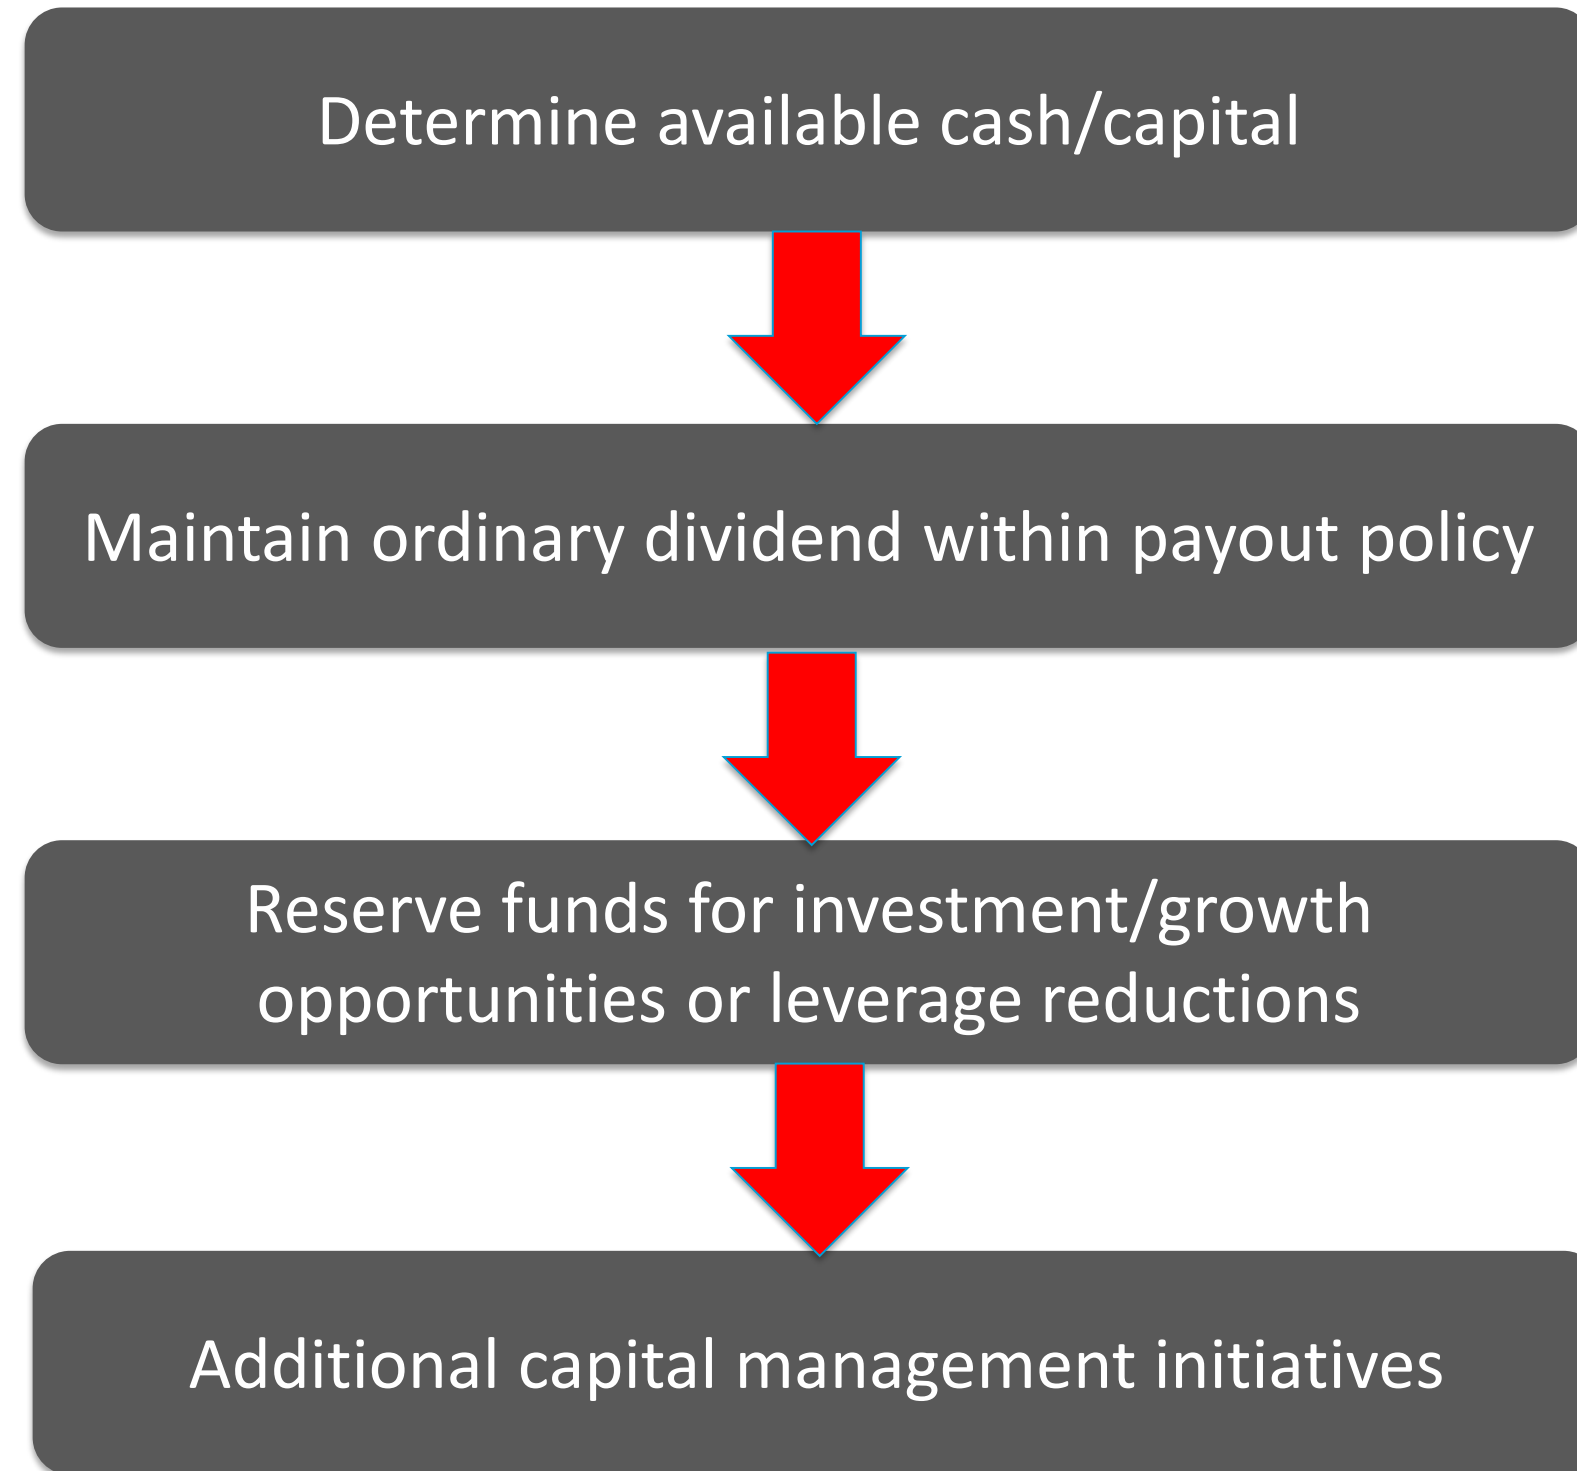 Determine available cash/capital
Maintain ordinary dividend within payout policy
Reserve funds for investment/growth
opportunities or leverage reductions
Additional capital management initiatives